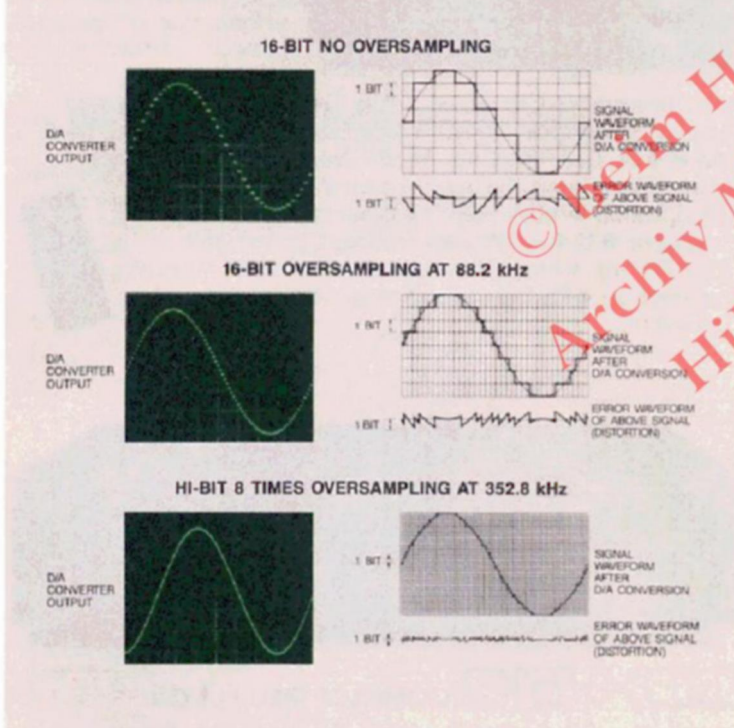 16-BIT NO OVERSAMPLING
D/A
CONVERTER
OUTPUT
1 BIT
SIGNAL
WAVEFORM
AFTER
D/A CONVERSION
1 BIT
ERROR WAVEFORM
OF ABOVE SIGNAL
(DISTORTION)
16-BIT OVERSAMPLING AT 88.2 kHz
D/A
CONVERTER
OUTPUT
1 BIT
SIGNAL
WAVEFORM
AFTER
D/A CONVERSION
1 BIT
ERROR WAVEFORM
OF ABOVE SIGNAL
(DISTORTION)
HI-BIT 8 TIMES OVERSAMPLING AT 352.8 kHz
D/A
CONVERTER
OUTPUT
1 BIT
SIGNAL
WAVEFORM
AFTER
D/A CONVERSION
1 BIT
ERROR WAVEFORM
OF ABOVE SIGNAL
(DISTORTION)
© beim H
Archiv
Hi